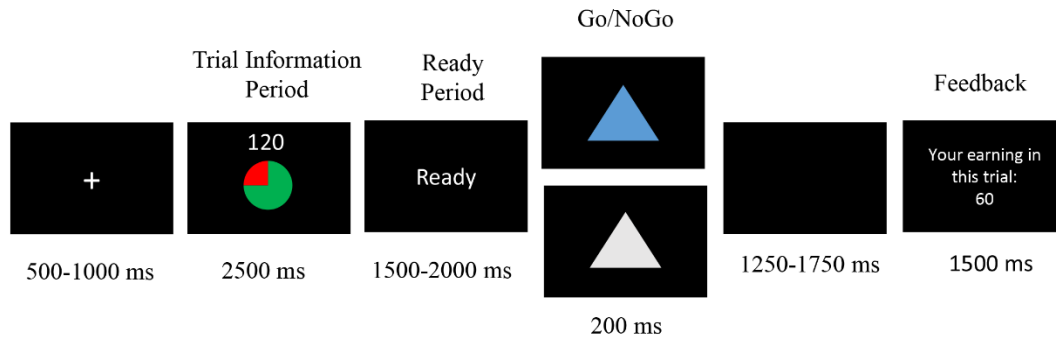 Go/NoGo
Trial Information
Period
Ready
Period
Feedback
+
120
Ready
Your earning in
this trial:
60
500-1000 ms
2500 ms
1500-2000 ms
200 ms
1250-1750 ms
1500 ms